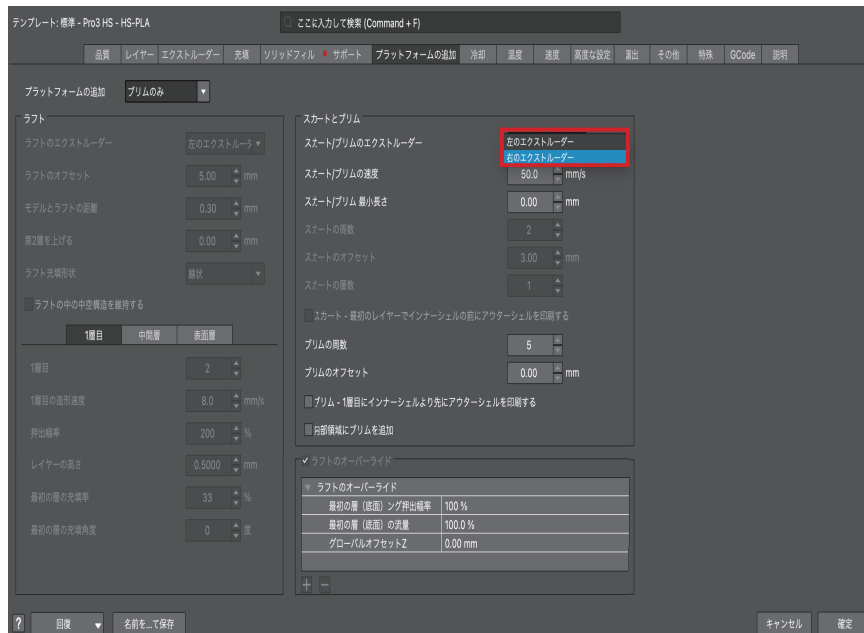 テンプレート: 標準 - Pro3 HS - HS-PLA
ここに入力して検索 (Command + F)
品質 レイヤー エクストルーダー 充填 ソリッドフィル サポート プラットフォームの追加 冷却 温度 速度 高度な設定 滲出 その他 特殊 GCode 説明
プラットフォームの追加 ブリムのみ
ラフト
ラフトのエクストルーダー 左のエクストルーダ
ラフトのオフセット 5.00 mm
モデルとラフトの距離 0.30 mm
第2層を上げる 0.00 mm
ラフト充填形状 線状
ラフトの中の中空構造を維持する
1層目 中間層 表面層
1層目 2
1層目の造形速度 8.0 mm/s
押出幅率 200 %
レイヤーの高さ 0.5000 mm
最初の層の充填率 33 %
最初の層の充填角度 0 度
スカートとブリム
スカート/ブリムのエクストルーダー
左のエクストルーダー
右のエクストルーダー
スカート/ブリムの速度 50.0 mm/s
スカート/ブリム 最小長さ 0.00 mm
スカートの周数 2
スカートのオフセット 3.00 mm
スカートの層数 1
スカート - 最初のレイヤーでインナーシェルの前にアウターシェルを印刷する
ブリムの周数 5
ブリムのオフセット 0.00 mm
ブリム - 1層目にインナーシェルより先にアウターシェルを印刷する
内部領域にブリムを追加
ラフトのオーバーライド
ラフトのオーバーライド
最初の層（底面）ング押出幅率 100 %
最初の層（底面）の流量 100.0 %
グローバルオフセットZ 0.00 mm
+ −
? 回復 名前を...て保存 キャンセル 確定